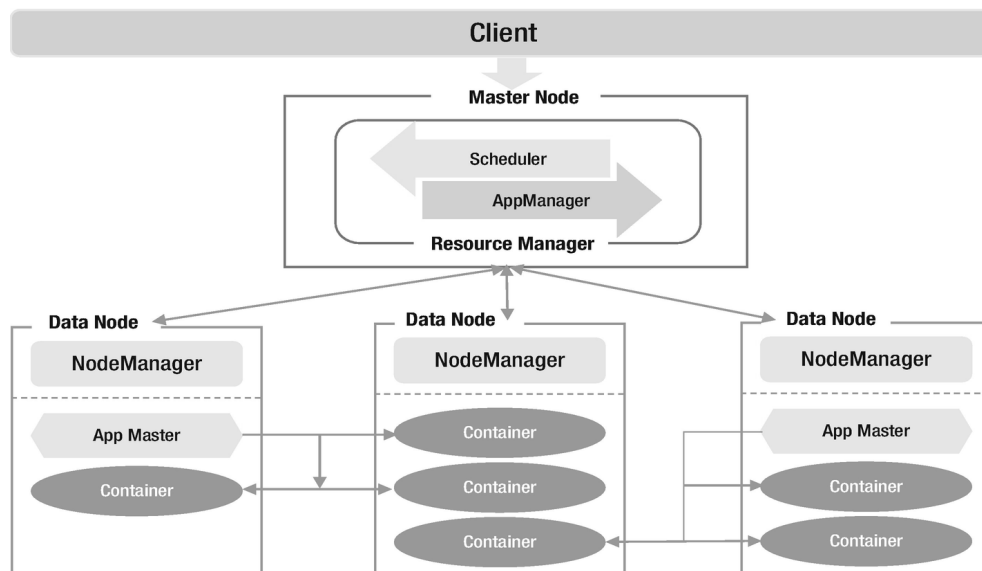 Client
Master Node
Scheduler
AppManager
Resource Manager
Data Node
NodeManager
App Master
Container
Data Node
NodeManager
Container
Container
Container
Data Node
NodeManager
App Master
Container
Container